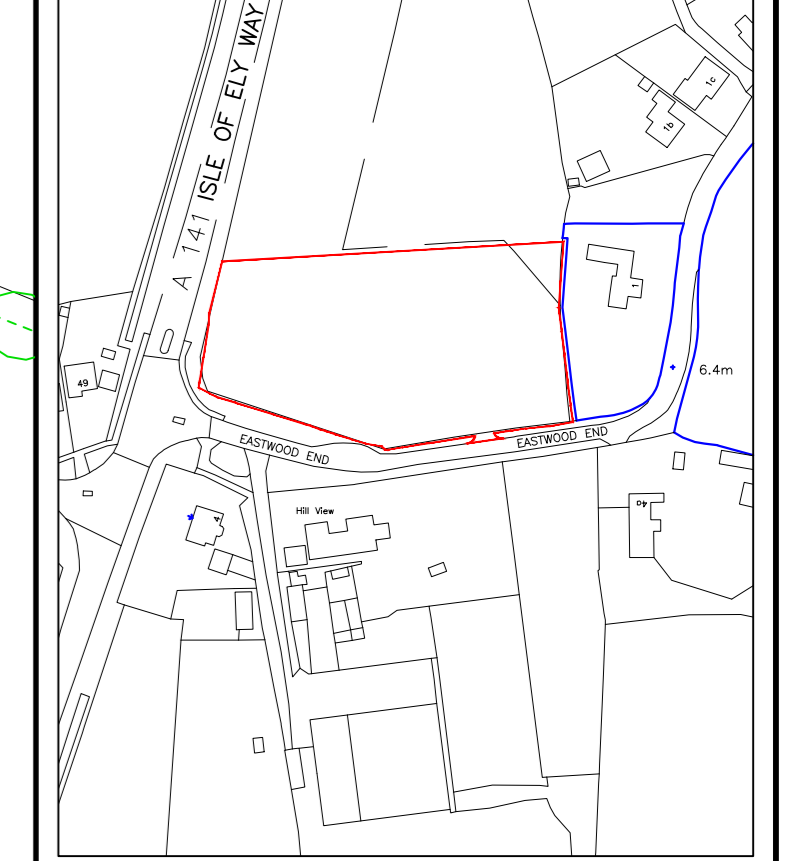 A 141 ISLE OF ELY WAY
1c
1b
1
6.4m
49
EASTWOOD END
EASTWOOD END
Hill View
4
4a